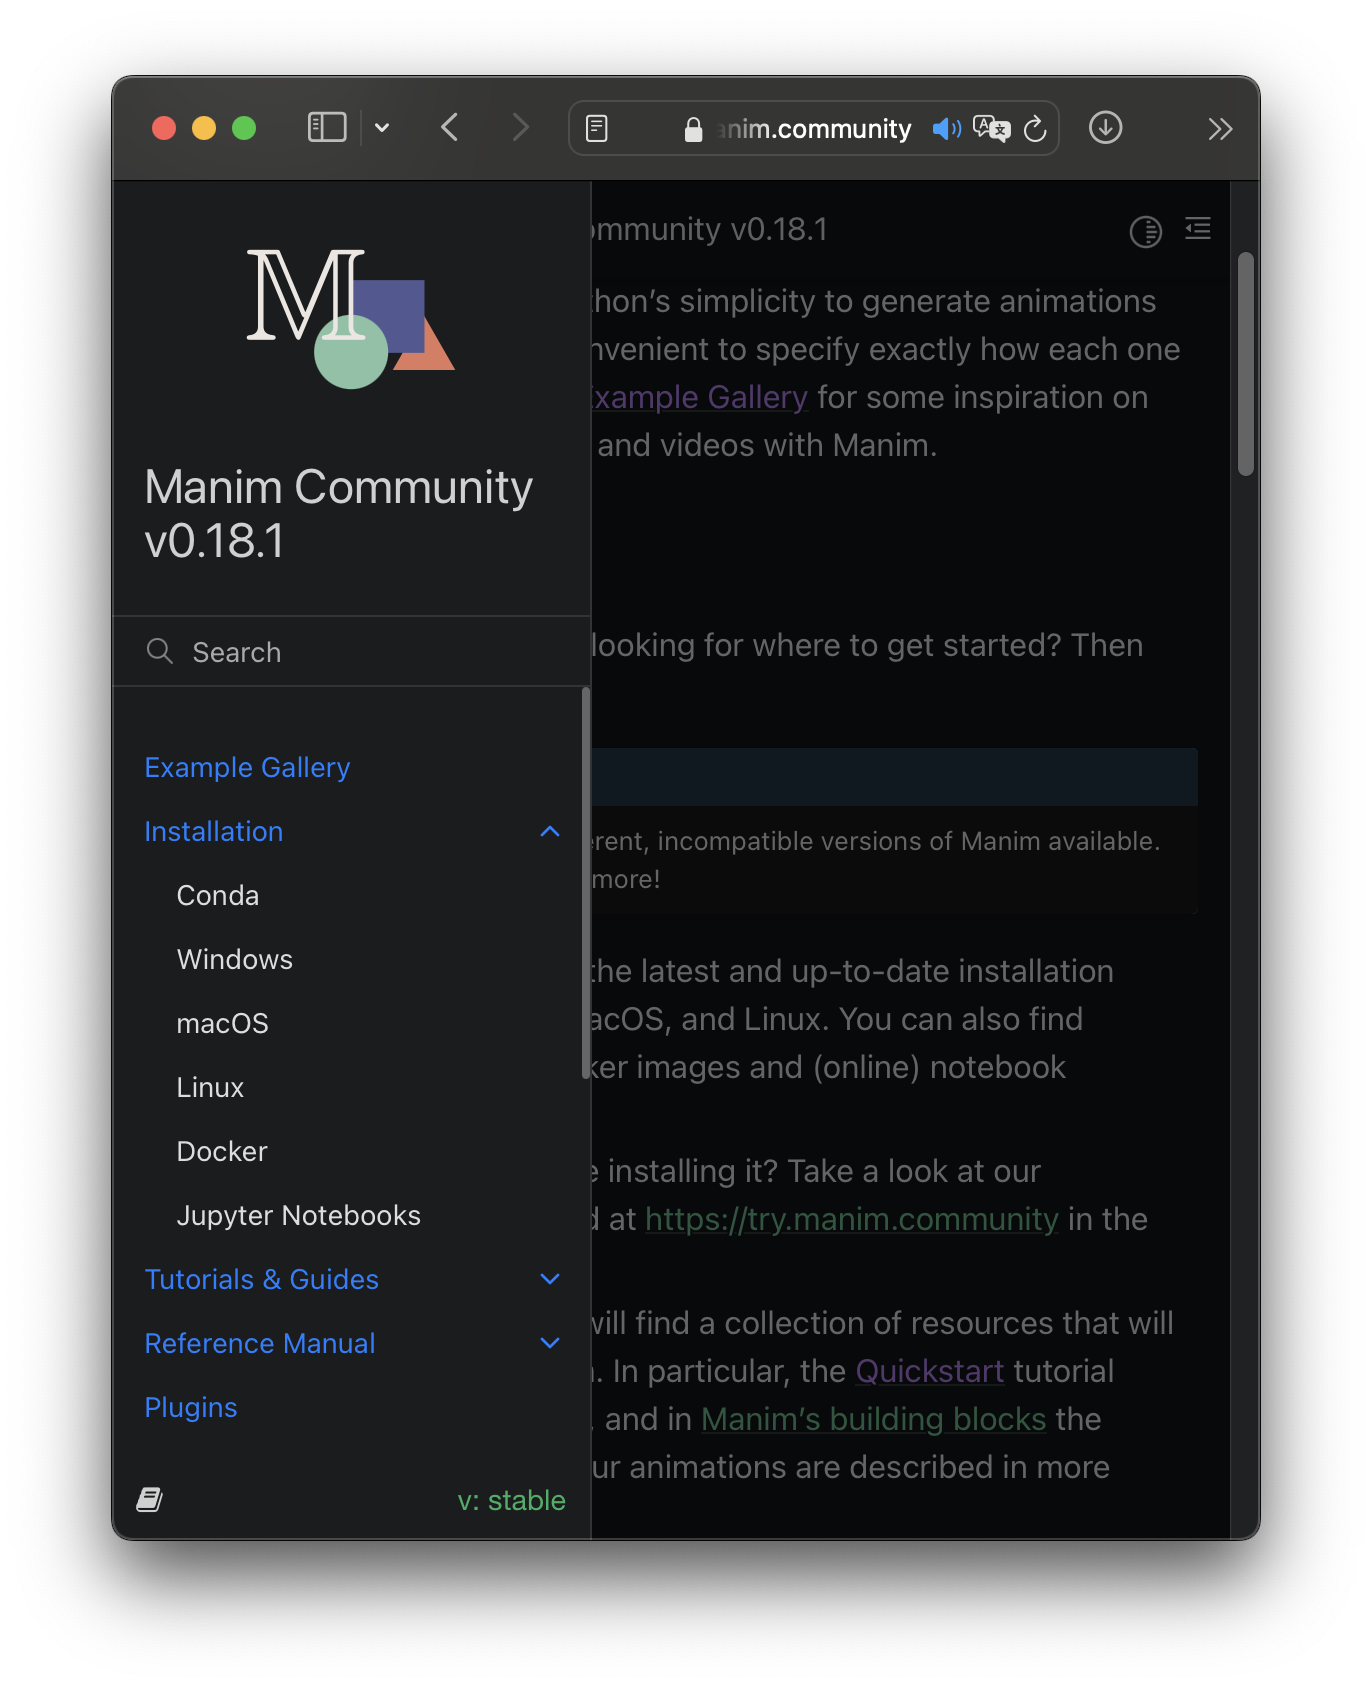 nim.community
M
Manim Community
v0.18.1
Search
Example Gallery
Installation
Conda
Windows
macOS
Linux
Docker
Jupyter Notebooks
Tutorials & Guides
Reference Manual
Plugins
v: stable
ommunity v0.18.1
thon’s simplicity to generate animations
nvenient to specify exactly how each one
Example Gallery for some inspiration on
and videos with Manim.
looking for where to get started? Then
erent, incompatible versions of Manim available.
more!
the latest and up-to-date installation
acOS, and Linux. You can also find
ker images and (online) notebook
e installing it? Take a look at our
d at https://try.manim.community in the
will find a collection of resources that will
. In particular, the Quickstart tutorial
, and in Manim’s building blocks the
ur animations are described in more